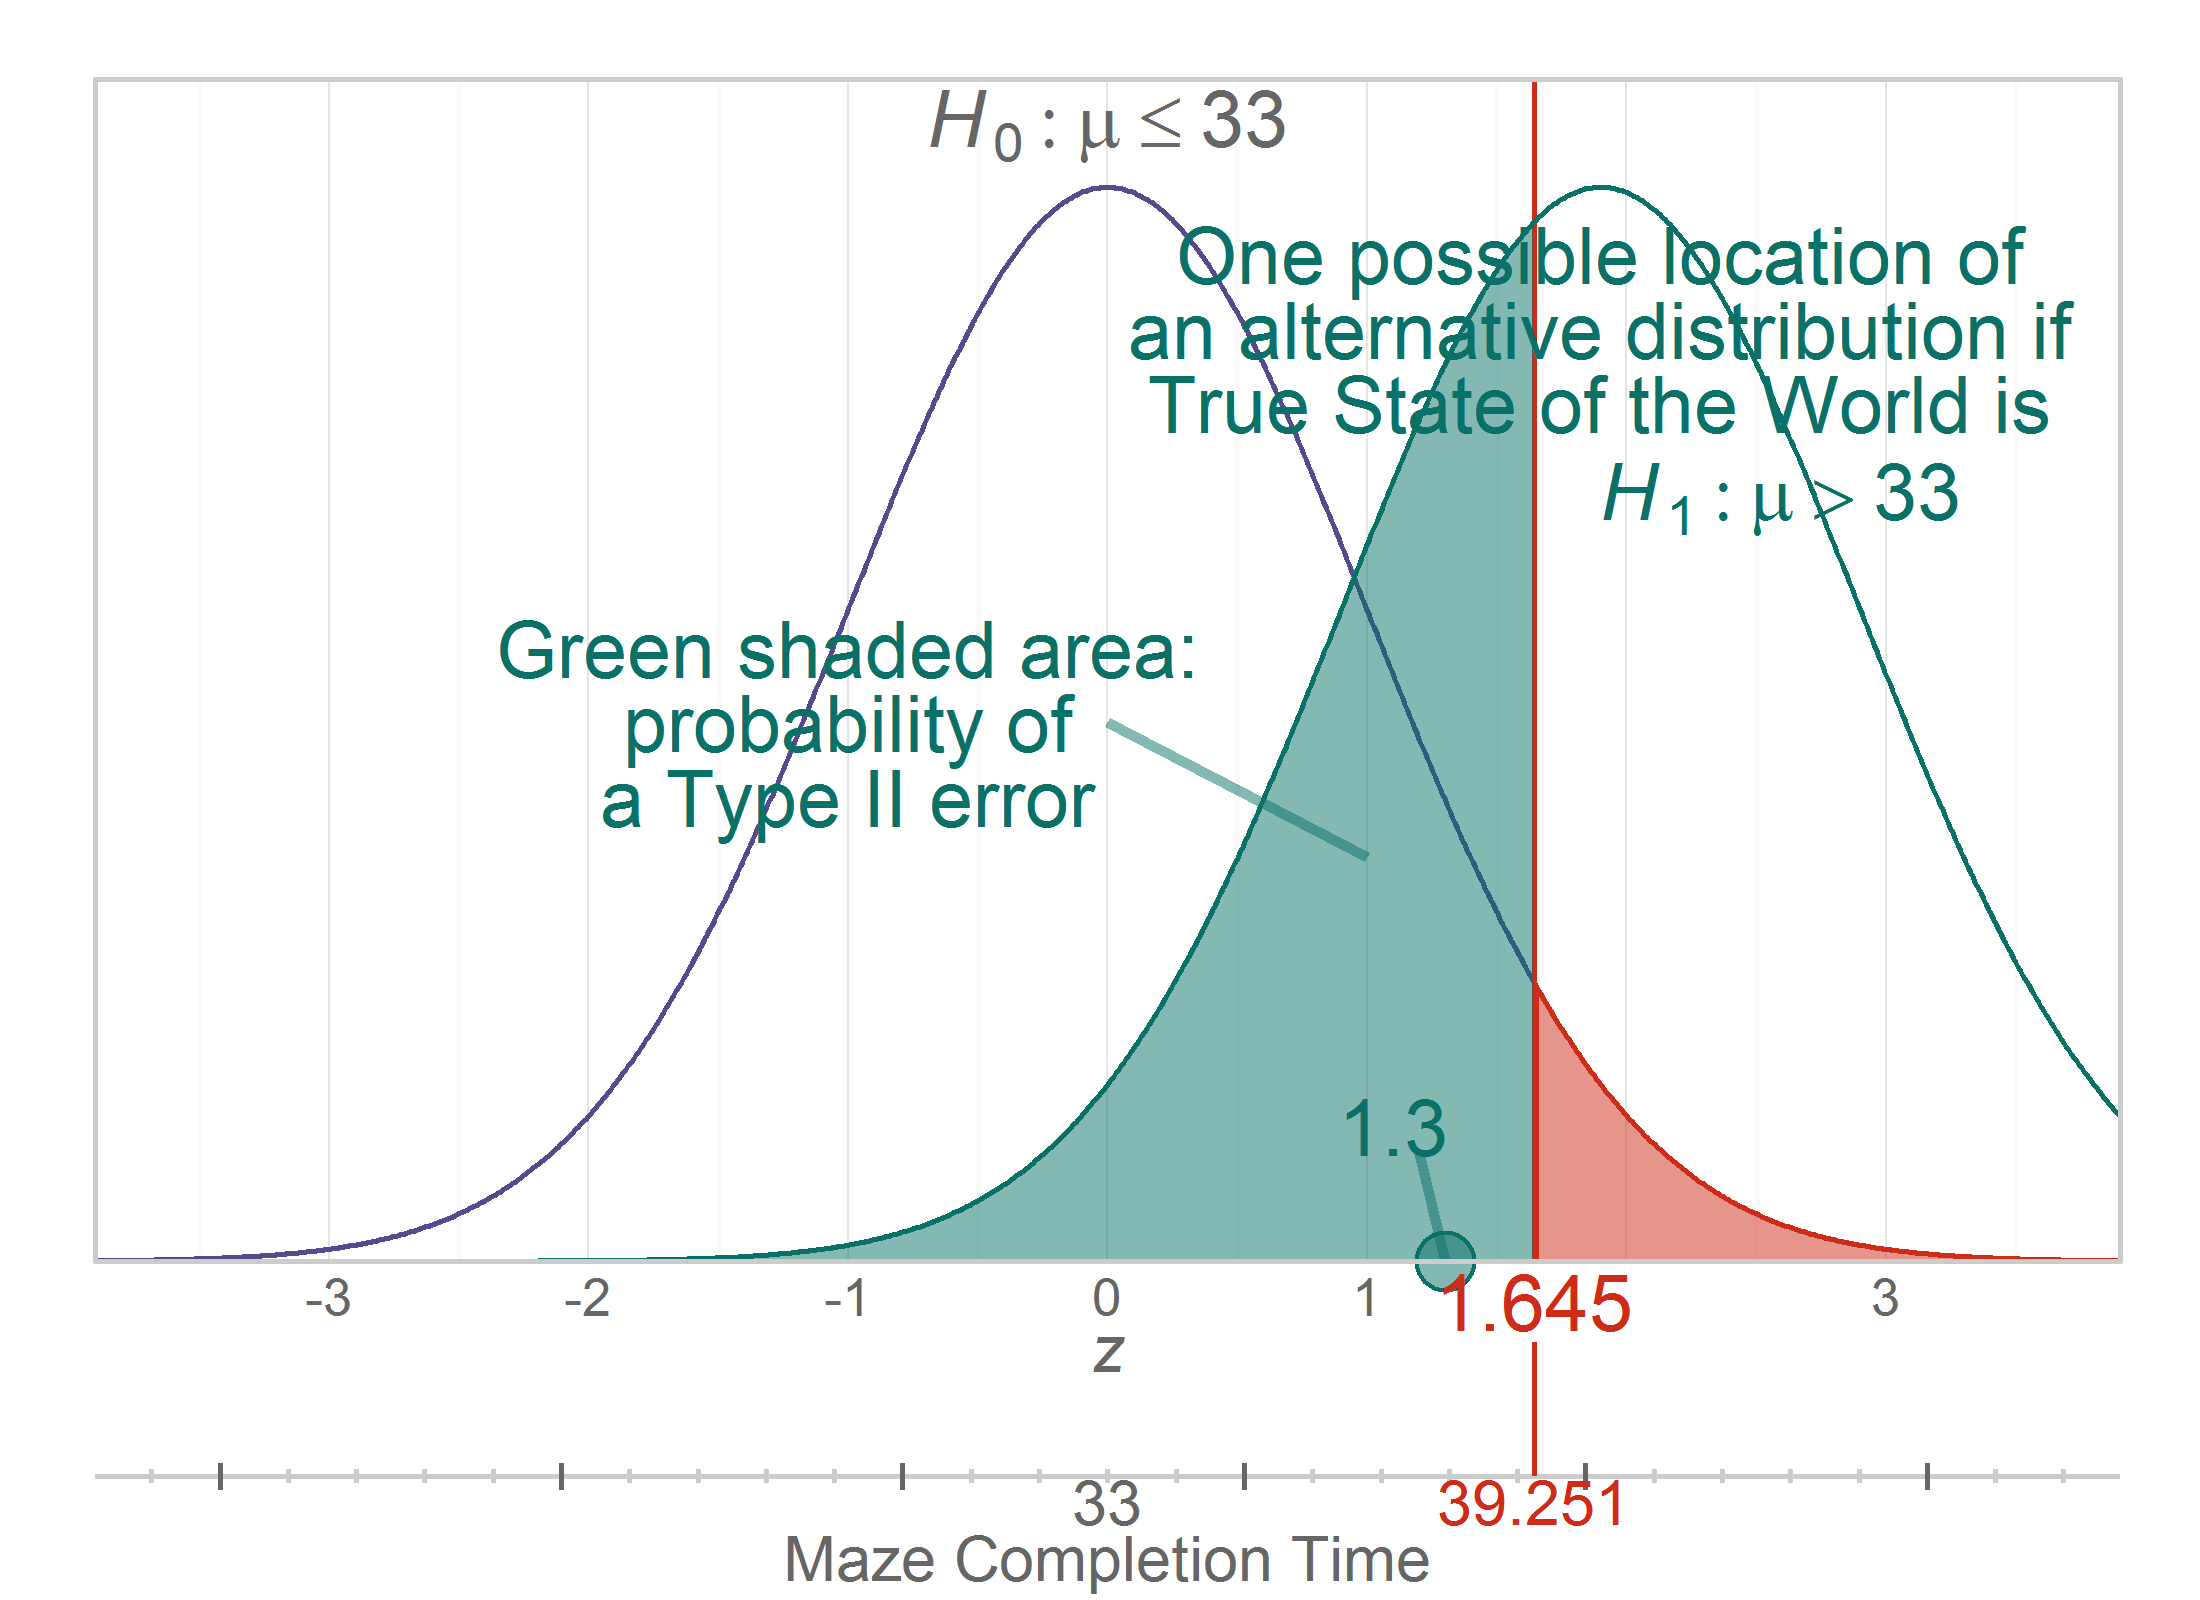 H0 : μ ≤ 33
One possible location of
an alternative distribution if
True State of the World is
H1 : μ > 33
Green shaded area:
probability of
a Type II error
1.3
-3 -2 -1 0 1 1.645 3
z
33 39.251
Maze Completion Time